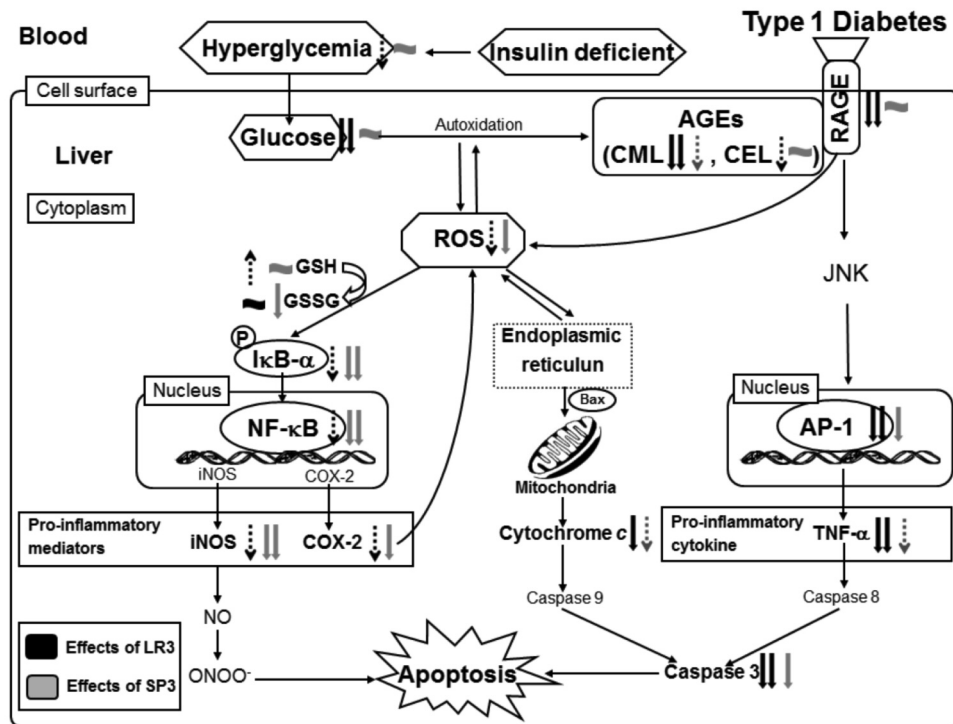 Blood
Type 1 Diabetes
Hyperglycemia
Insulin deficient
Cell surface
RAGE
Glucose
Autoxidation
AGEs
(CML , CEL )
Liver
Cytoplasm
ROS
GSH
GSSG
JNK
P
IκB-α
Endoplasmic
reticulun
Nucleus
NF-κB
iNOS
COX-2
Bax
Mitochondria
Nucleus
AP-1
Pro-inflammatory
mediators
iNOS
COX-2
Cytochrome c
Pro-inflammatory
cytokine
TNF-α
NO
Caspase 9
Caspase 8
Effects of LR3
Effects of SP3
ONOO-
Apoptosis
Caspase 3